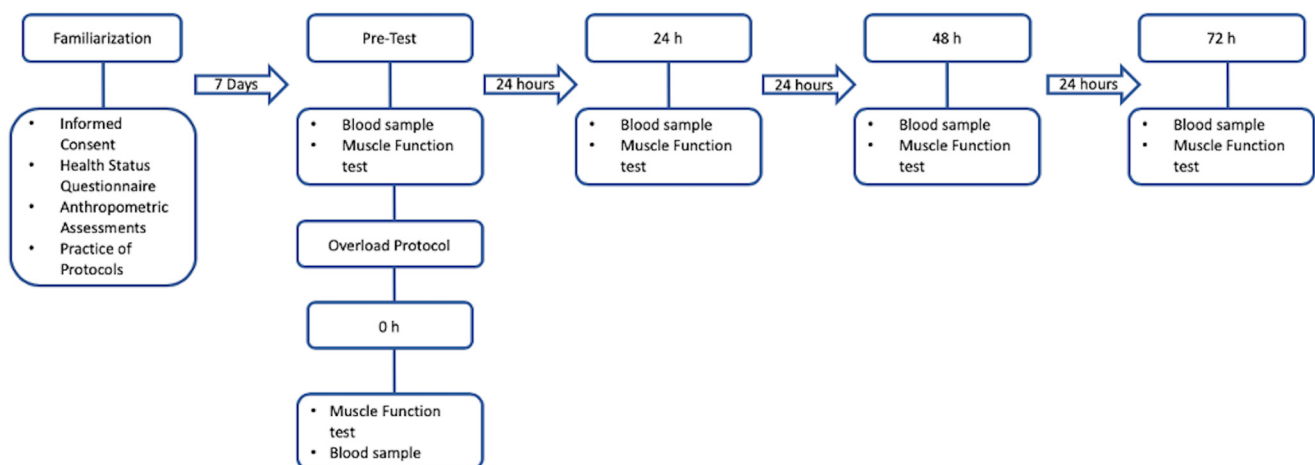 Familiarization
Pre-Test
24 h
48 h
72 h
7 Days
24 hours
24 hours
24 hours
• Informed
Consent
• Health Status
Questionnaire
• Anthropometric
Assessments
• Practice of
Protocols
• Blood sample
• Muscle Function
test
• Blood sample
• Muscle Function
test
• Blood sample
• Muscle Function
test
• Blood sample
• Muscle Function
test
Overload Protocol
0 h
• Muscle Function
test
• Blood sample